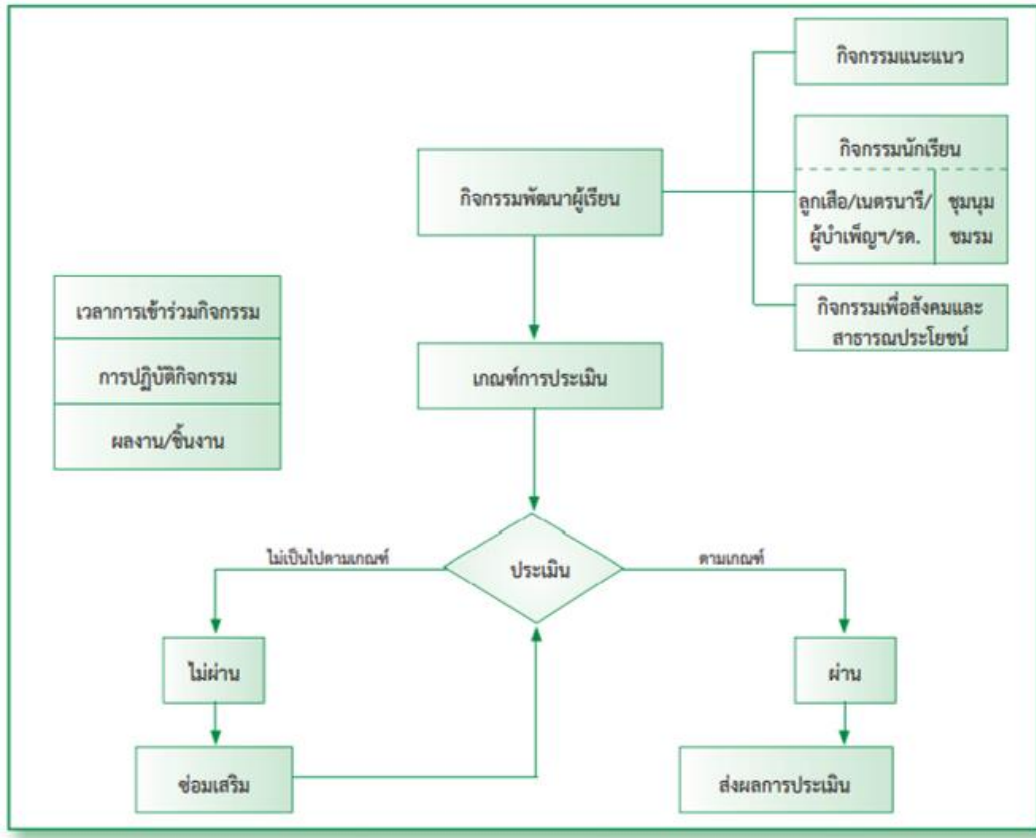 กิจกรรมแนะแนว
กิจกรรมนักเรียน
ลูกเสือ/เนตรนารี/
ผู้บำเพ็ญฯ/รด.
ชุมนุม
ชมรม
กิจกรรมเพื่อสังคมและ
สาธารณประโยชน์
กิจกรรมพัฒนาผู้เรียน
เวลาการเข้าร่วมกิจกรรม
การปฏิบัติกิจกรรม
ผลงาน/ชิ้นงาน
เกณฑ์การประเมิน
ไม่เป็นไปตามเกณฑ์
ประเมิน
ตามเกณฑ์
ไม่ผ่าน
ผ่าน
ซ่อมเสริม
ส่งผลการประเมิน